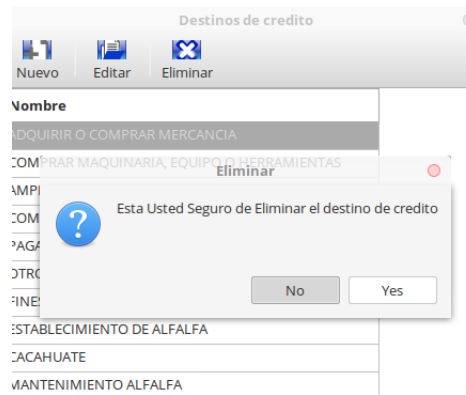 Destinos de credito
Nuevo Editar Eliminar
Nombre
ADQUIRIR O COMPRAR MERCANCIA
COMPRAR MAQUINARIA, EQUIPO O HERRAMIENTAS
Eliminar
Esta Usted Seguro de Eliminar el destino de credito
No Yes
ESTABLECIMIENTO DE ALFALFA
CACAHUATE
MANTENIMIENTO ALFALFA